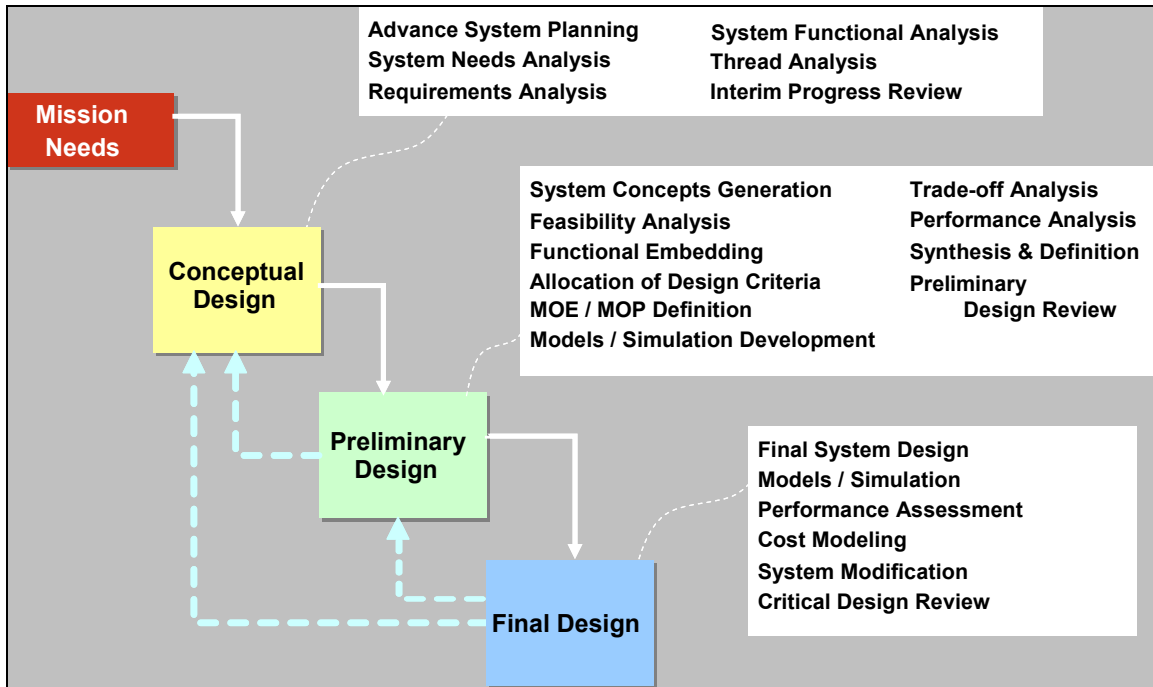 Advance System Planning
System Needs Analysis
Requirements Analysis
System Functional Analysis
Thread Analysis
Interim Progress Review
Mission
Needs
System Concepts Generation
Feasibility Analysis
Functional Embedding
Allocation of Design Criteria
MOE / MOP Definition
Models / Simulation Development
Trade-off Analysis
Performance Analysis
Synthesis & Definition
Preliminary
Design Review
Conceptual
Design
Preliminary
Design
Final System Design
Models / Simulation
Performance Assessment
Cost Modeling
System Modification
Critical Design Review
Final Design